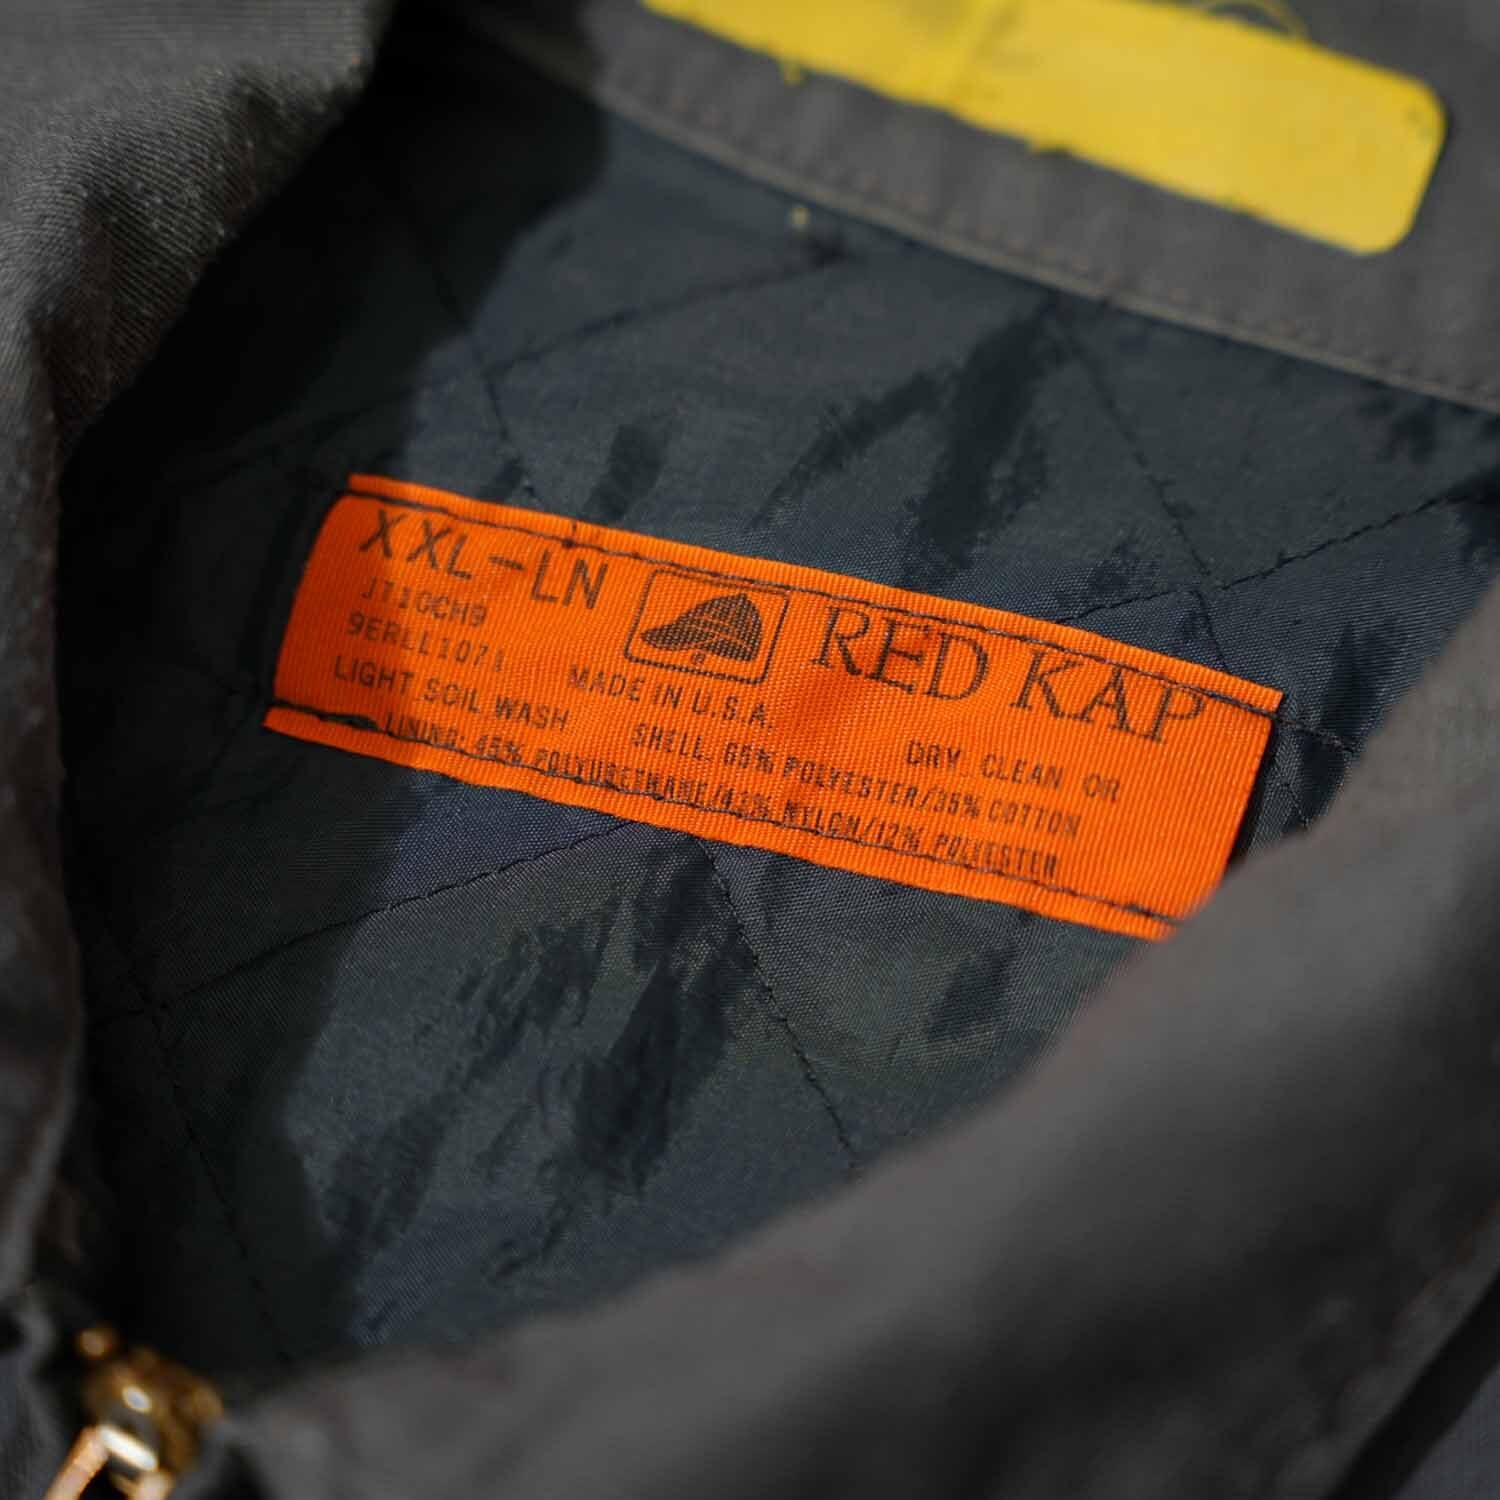 XXL-LN
RED KAP
JT10CH9
9ERLL1071
MADE IN U.S.A.
DRY CLEAN OR
LIGHT SOIL WASH
SHELL 65% POLYESTER/35% COTTON
LINING: 45% POLYURETHANE/43% NYLON/12% POLYESTER